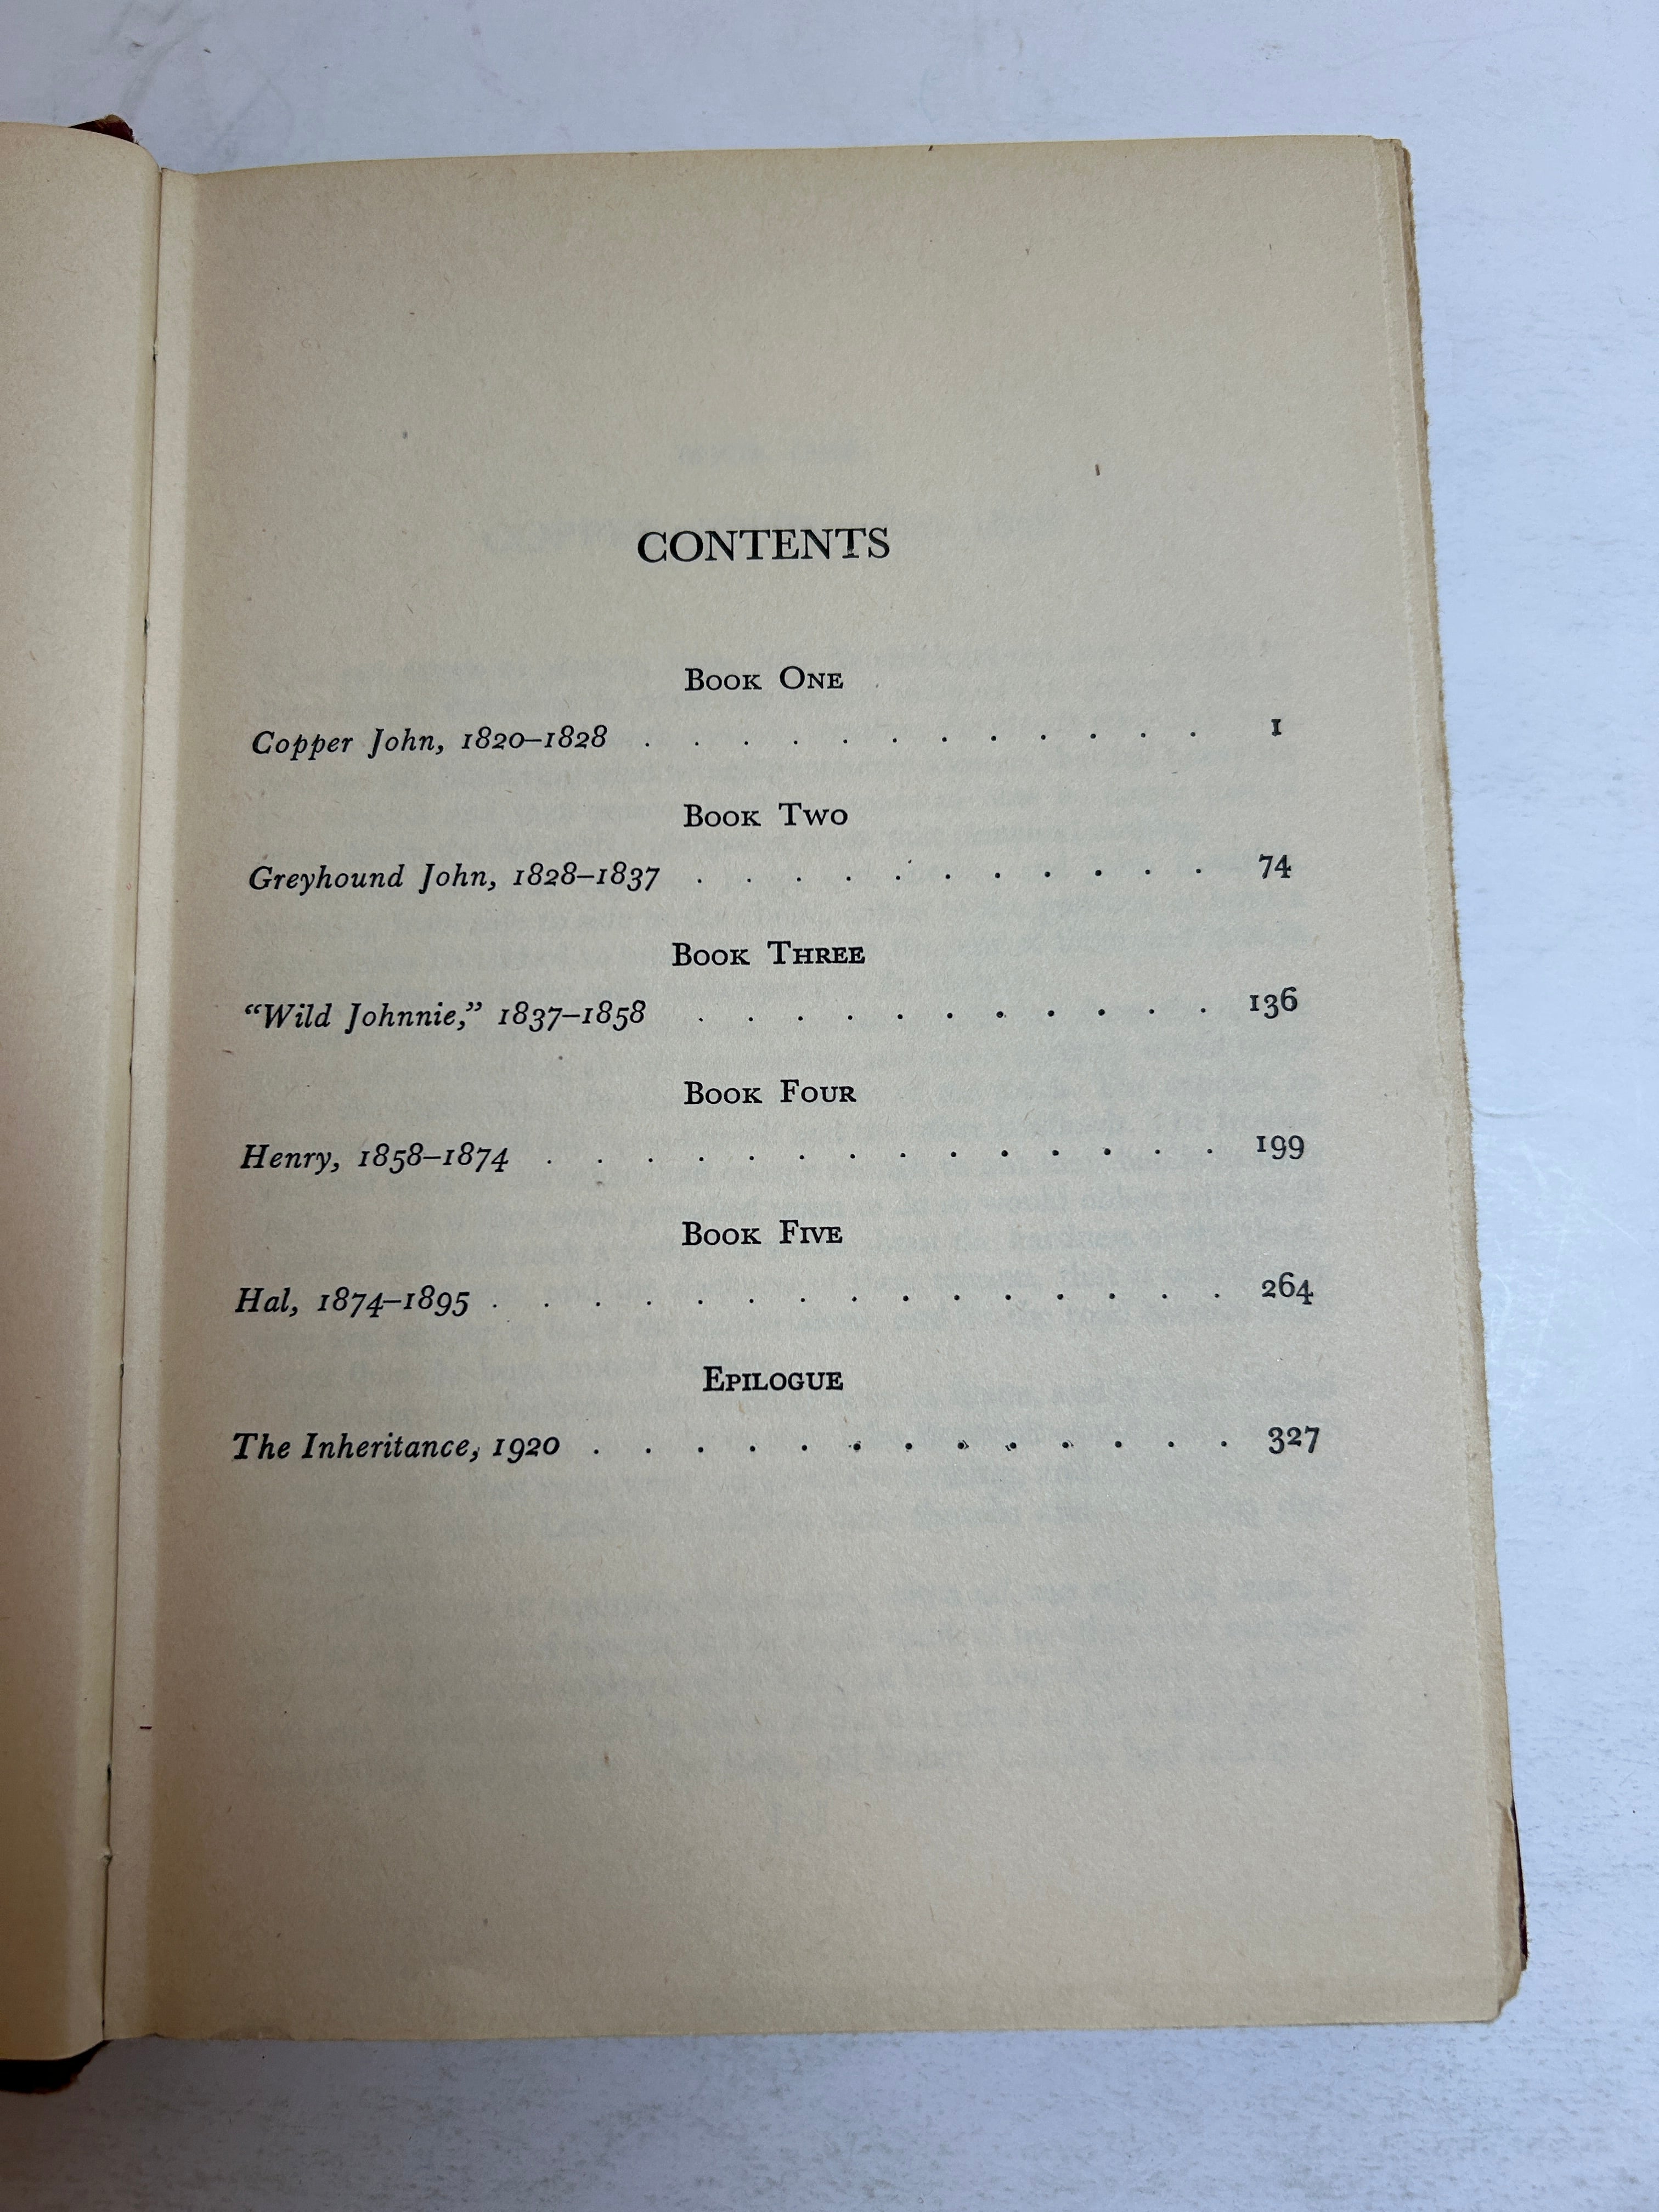 CONTENTS
Book One
Copper John, 1820–1828 . . . . . . . . . . . . 1
Book Two
Greyhound John, 1828–1837 . . . . . . . . . . . 74
Book Three
“Wild Johnnie,” 1837–1858 . . . . . . . . . . . 136
Book Four
Henry, 1858–1874 . . . . . . . . . . . . . . 199
Book Five
Hal, 1874–1895 . . . . . . . . . . . . . . . 264
Epilogue
The Inheritance, 1920 . . . . . . . . . . . . . 327